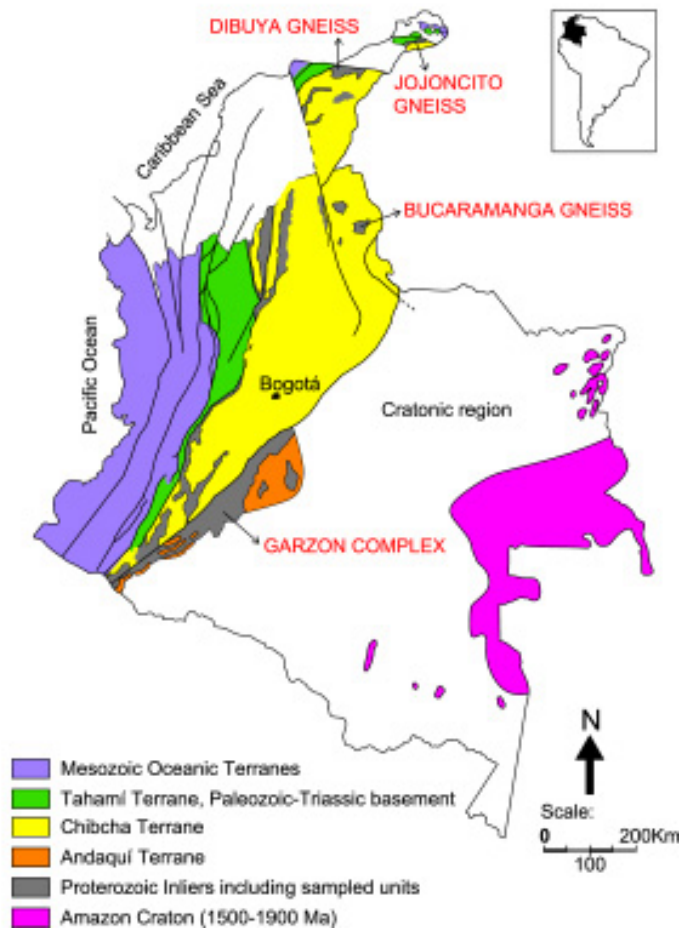 DIBUYA GNEISS
JOJONCITO
GNEISS
Caribbean Sea
BUCARAMANGA GNEISS
Pacific Ocean
Bogotá
Cratonic region
GARZON COMPLEX
N
Mesozoic Oceanic Terranes
Tahamí Terrane, Paleozoic-Triassic basement
Chibcha Terrane
Andaquí Terrane
Proterozoic Inliers including sampled units
Amazon Craton (1500-1900 Ma)
Scale:
0 200Km
100